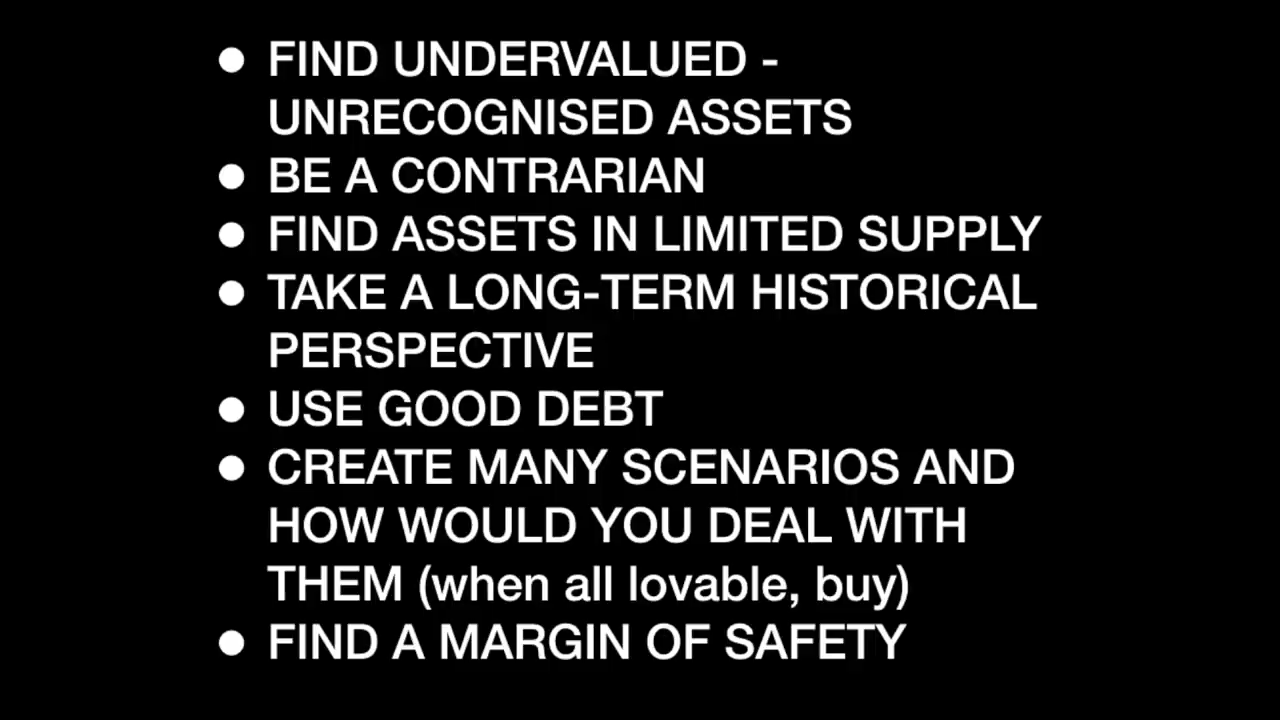 ● FIND UNDERVALUED -
UNRECOGNISED ASSETS
● BE A CONTRARIAN
● FIND ASSETS IN LIMITED SUPPLY
● TAKE A LONG-TERM HISTORICAL
PERSPECTIVE
● USE GOOD DEBT
● CREATE MANY SCENARIOS AND
HOW WOULD YOU DEAL WITH
THEM (when all lovable, buy)
● FIND A MARGIN OF SAFETY